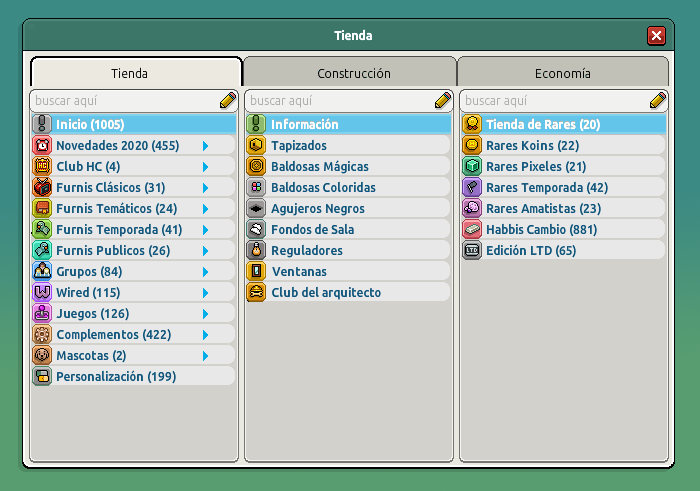 Tienda
Tienda
Construcción
Economía
buscar aquí
buscar aquí
buscar aquí
Inicio (1005)
Novedades 2020 (455)
Club HC (4)
Furnis Clásicos (31)
Furnis Temáticos (24)
Furnis Temporada (41)
Furnis Publicos (26)
Grupos (84)
Wired (115)
Juegos (126)
Complementos (422)
Mascotas (2)
Personalización (199)
Información
Tapizados
Baldosas Mágicas
Baldosas Coloridas
Agujeros Negros
Fondos de Sala
Reguladores
Ventanas
Club del arquitecto
Tienda de Rares (20)
Rares Koins (22)
Rares Pixeles (21)
Rares Temporada (42)
Rares Amatistas (23)
Habbis Cambio (881)
Edición LTD (65)